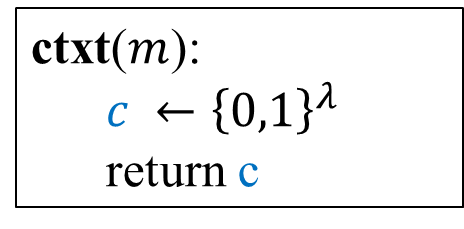 ctxt(m):
c ← {0,1}^λ
return c